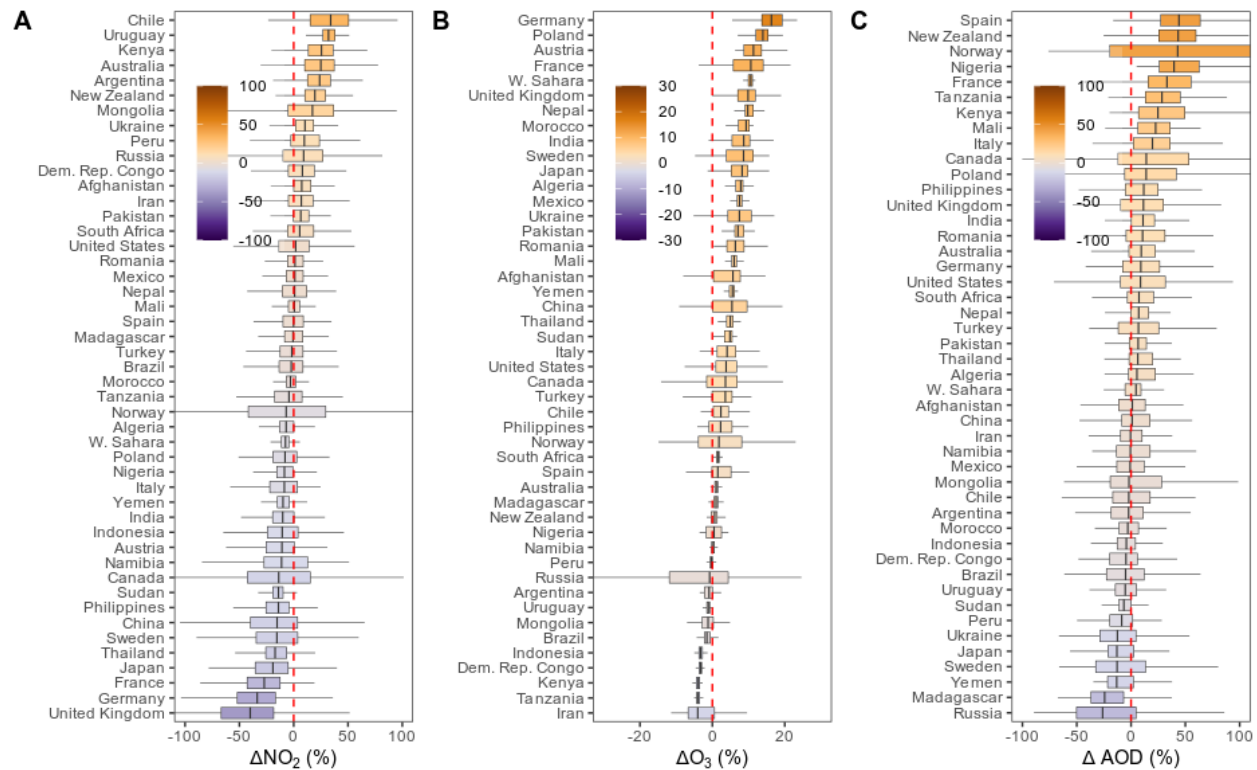 A
Chile
Uruguay
Kenya
Australia
Argentina
New Zealand
Mongolia
Ukraine
Peru
Russia
Dem. Rep. Congo
Afghanistan
Iran
Pakistan
South Africa
United States
Romania
Mexico
Nepal
Mali
Spain
Madagascar
Turkey
Brazil
Morocco
Tanzania
Norway
Algeria
W. Sahara
Poland
Nigeria
Italy
Yemen
India
Indonesia
Austria
Namibia
Canada
Sudan
Philippines
China
Sweden
Thailand
Japan
France
Germany
United Kingdom
100
50
0
-50
-100
-100 -50 0 50 100
ΔNO₂ (%)
B
Germany
Poland
Austria
France
W. Sahara
United Kingdom
Nepal
Morocco
India
Sweden
Japan
Algeria
Mexico
Ukraine
Pakistan
Romania
Mali
Afghanistan
Yemen
China
Thailand
Sudan
Italy
United States
Canada
Turkey
Chile
Philippines
Norway
South Africa
Spain
Australia
Madagascar
New Zealand
Nigeria
Namibia
Peru
Russia
Argentina
Uruguay
Mongolia
Brazil
Indonesia
Dem. Rep. Congo
Kenya
Tanzania
Iran
30
20
10
0
-10
-20
-30
-20 0 20
ΔO₃ (%)
C
Spain
New Zealand
Norway
Nigeria
France
Tanzania
Kenya
Mali
Italy
Canada
Poland
Philippines
United Kingdom
India
Romania
Australia
Germany
United States
South Africa
Nepal
Turkey
Pakistan
Thailand
Algeria
W. Sahara
Afghanistan
China
Iran
Namibia
Mexico
Mongolia
Chile
Argentina
Morocco
Indonesia
Dem. Rep. Congo
Brazil
Uruguay
Sudan
Peru
Ukraine
Japan
Sweden
Yemen
Madagascar
Russia
100
50
0
-50
-100
-100 -50 0 50 100
Δ AOD (%)